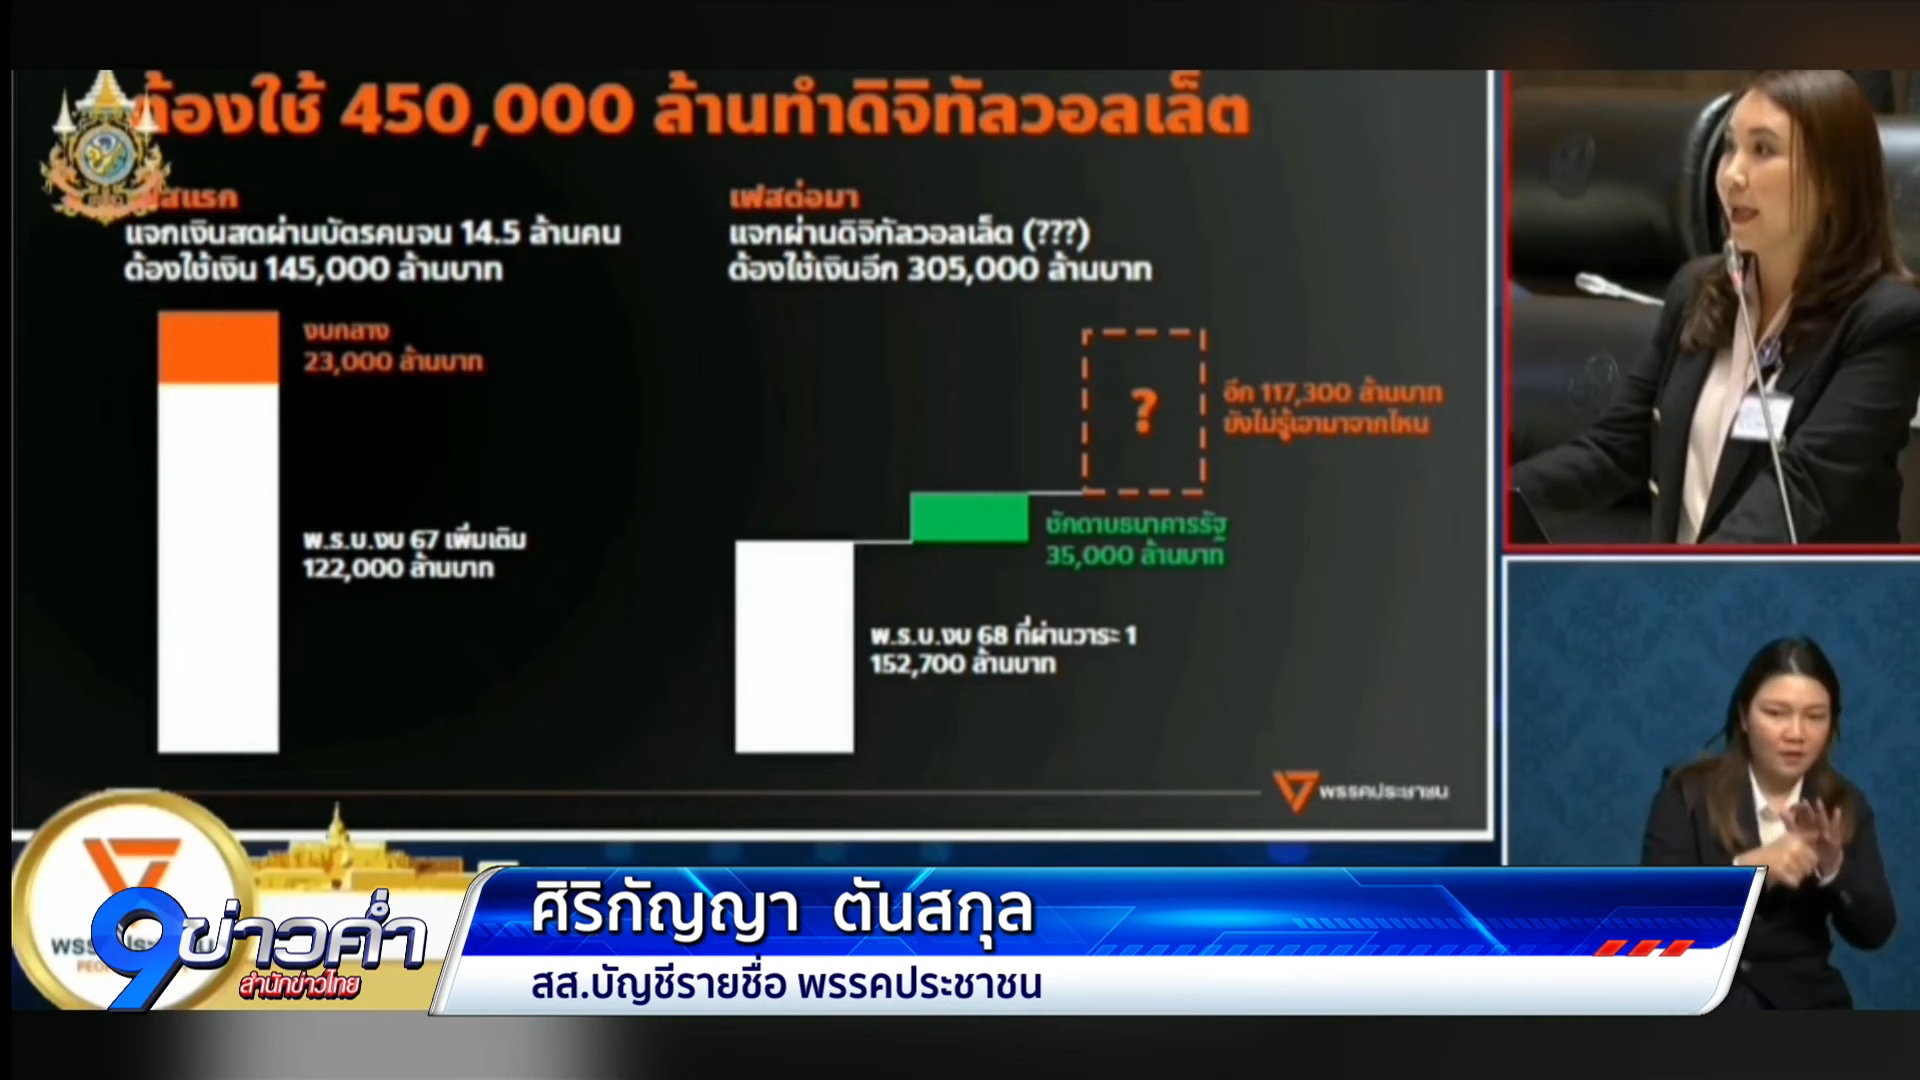 ต้องใช้ 450,000 ล้านทำดิจิทัลวอลเล็ต
เฟสแรก
แจกเงินสดผ่านบัตรคนจน 14.5 ล้านคน
ต้องใช้เงิน 145,000 ล้านบาท
งบกลาง
23,000 ล้านบาท
พ.ร.บ.งบ 67 เพิ่มเติม
122,000 ล้านบาท
เฟสต่อมา
แจกผ่านดิจิทัลวอลเล็ต (???)
ต้องใช้เงินอีก 305,000 ล้านบาท
?
อีก 117,300 ล้านบาท
ยังไม่รู้เอามาจากไหน
ชักดาบธนาคารรัฐ
35,000 ล้านบาท
พ.ร.บ.งบ 68 ที่ผ่านวาระ 1
152,700 ล้านบาท
พรรคประชาชน
9ข่าวค่ำ
สำนักข่าวไทย
ศิริกัญญา ตันสกุล
สส.บัญชีรายชื่อ พรรคประชาชน